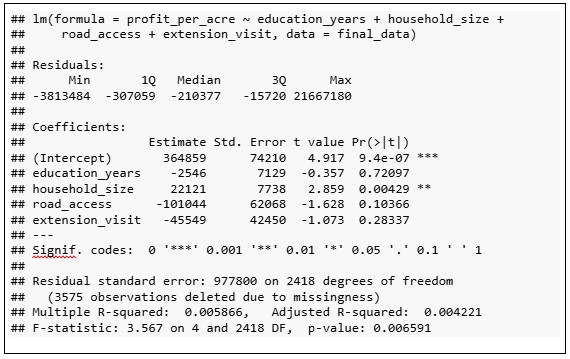 ## lm(formula = profit_per_acre ~ education_years + household_size +
##     road_access + extension_visit, data = final_data)
##
## Residuals:
##      Min       1Q   Median       3Q      Max
## -3813484  -307059  -210377   -15720 21667180
##
## Coefficients:
##                 Estimate Std. Error t value Pr(>|t|)
## (Intercept)       364859      74210   4.917  9.4e-07 ***
## education_years    -2546       7129  -0.357  0.72097
## household_size     22121       7738   2.859  0.00429 **
## road_access      -101044      62068  -1.628  0.10366
## extension_visit   -45549      42450  -1.073  0.28337
## ---
## Signif. codes:  0 '***' 0.001 '**' 0.01 '*' 0.05 '.' 0.1 ' ' 1
##
## Residual standard error: 977800 on 2418 degrees of freedom
##   (3575 observations deleted due to missingness)
## Multiple R-squared:  0.005866,   Adjusted R-squared:  0.004221
## F-statistic: 3.567 on 4 and 2418 DF,  p-value: 0.006591